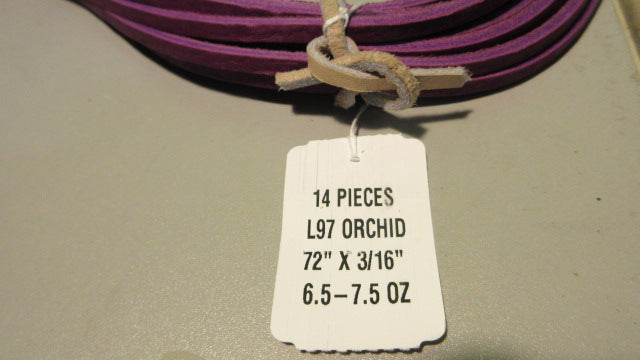 14 PIECES
L97 ORCHID
72" X 3/16"
6.5–7.5 OZ